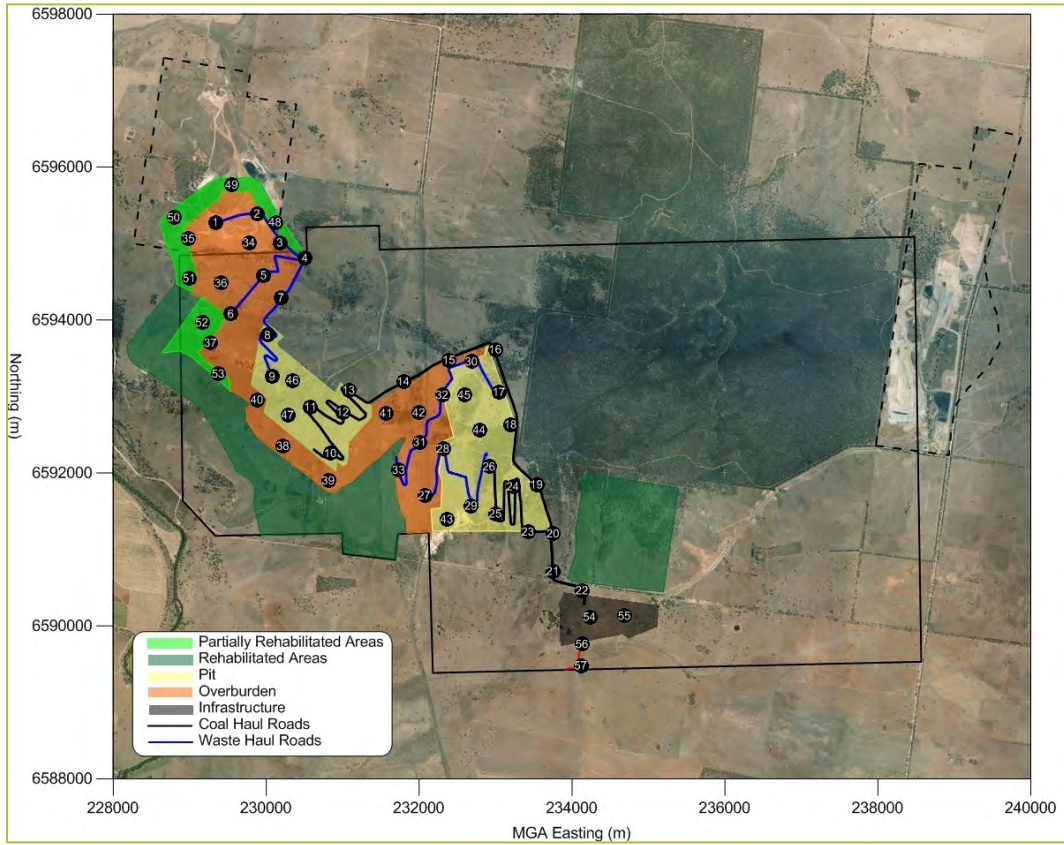 6598000
6596000
6594000
6592000
6590000
6588000
Northing (m)
228000 230000 232000 234000 236000 238000 240000
MGA Easting (m)
49
50 1 2 48
35 34 3
4
51 36 5
7
6
52 8
37
15 16
30
53 9 46 14
13 32 45 17
40 11
47 12 41 42
18
44
38 10 31 28
39 33 26
27 24 19
29
43 25
23 20
21
22
54 55
56
57
Partially Rehabilitated Areas
Rehabilitated Areas
Pit
Overburden
Infrastructure
Coal Haul Roads
Waste Haul Roads